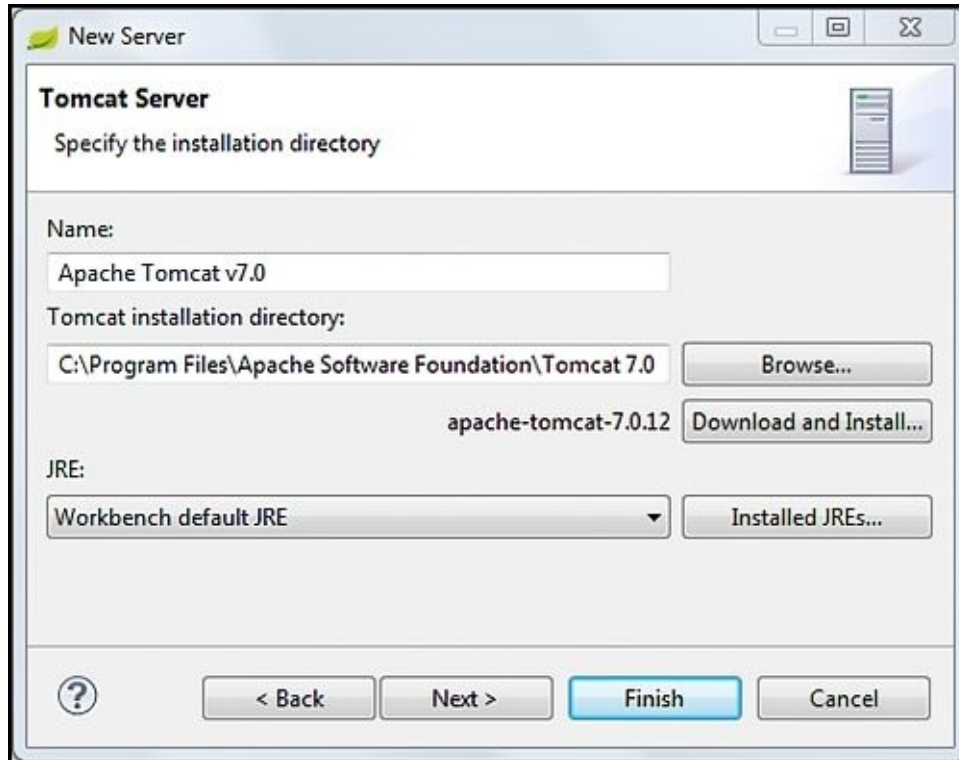 New Server
Tomcat Server
Specify the installation directory
Name:
Apache Tomcat v7.0
Tomcat installation directory:
C:\Program Files\Apache Software Foundation\Tomcat 7.0
Browse...
apache-tomcat-7.0.12
Download and Install...
JRE:
Workbench default JRE
Installed JREs...
?
< Back
Next >
Finish
Cancel